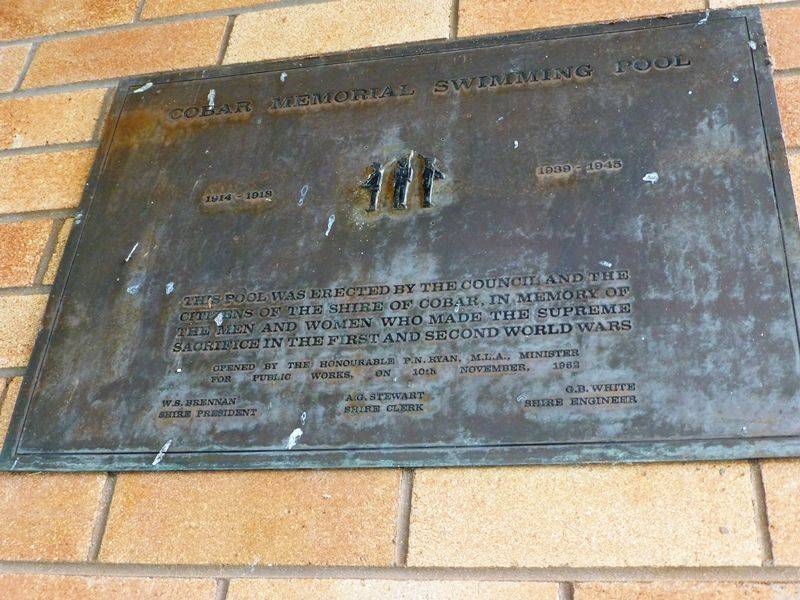 COBAR MEMORIAL SWIMMING POOL
1914 - 1918
1939 - 1945
THIS POOL WAS ERECTED BY THE COUNCIL AND THE
CITIZENS OF THE SHIRE OF COBAR, IN MEMORY OF
THE MEN AND WOMEN WHO MADE THE SUPREME
SACRIFICE IN THE FIRST AND SECOND WORLD WARS
OPENED BY THE HONOURABLE P.N. RYAN, M.L.A., MINISTER
FOR PUBLIC WORKS, ON 10th NOVEMBER, 1962
W.S. BRENNAN
SHIRE PRESIDENT
A.G. STEWART
SHIRE CLERK
G.B. WHITE
SHIRE ENGINEER